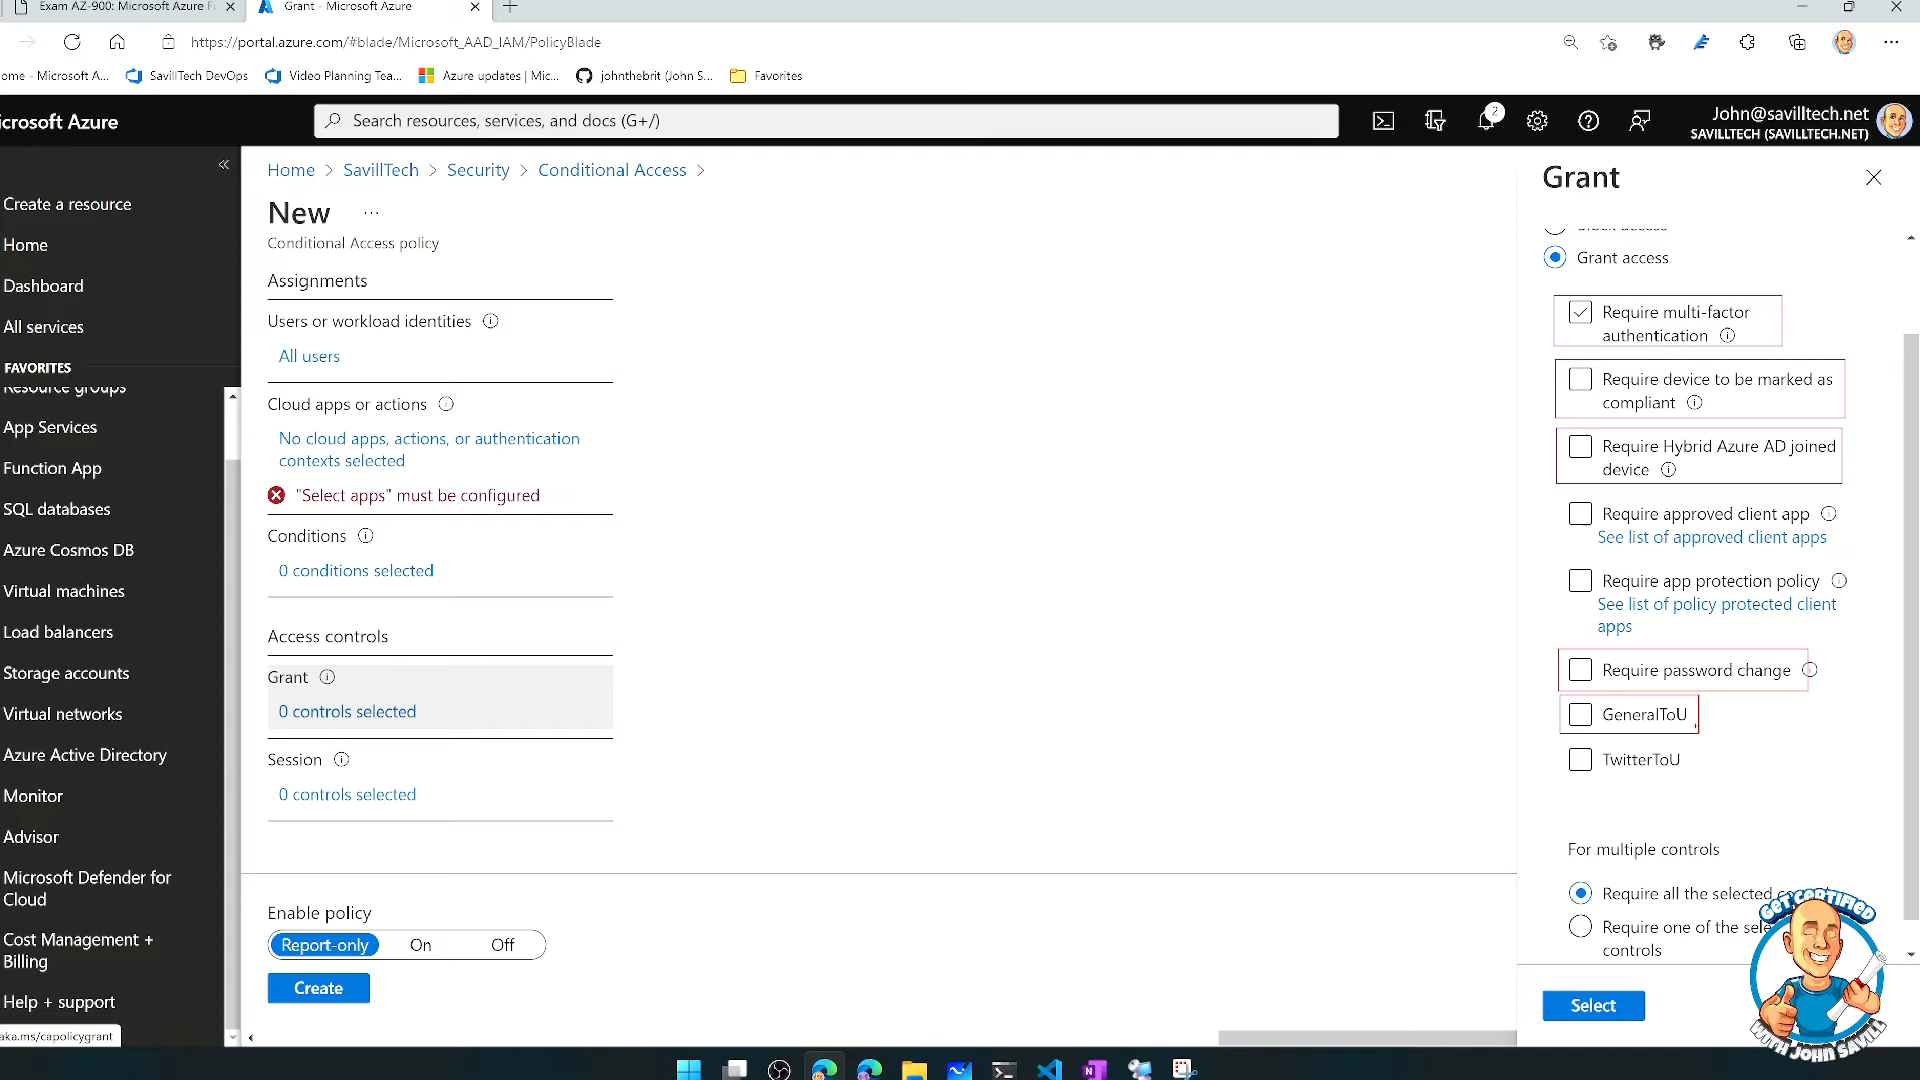 Exam AZ-900: Microsoft Azure Fu
Grant - Microsoft Azure
https://portal.azure.com/#blade/Microsoft_AAD_IAM/PolicyBlade
ome - Microsoft A...
SavillTech DevOps
Video Planning Tea...
Azure updates | Mic...
johnthebrit (John S...
Favorites
icrosoft Azure
Search resources, services, and docs (G+/)
2
John@savilltech.net
SAVILLTECH (SAVILLTECH.NET)
«
Create a resource
Home
Dashboard
All services
FAVORITES
Resource groups
App Services
Function App
SQL databases
Azure Cosmos DB
Virtual machines
Load balancers
Storage accounts
Virtual networks
Azure Active Directory
Monitor
Advisor
Microsoft Defender for
Cloud
Cost Management +
Billing
Help + support
aka.ms/capolicygrant
Home > SavillTech > Security > Conditional Access >
New ...
Conditional Access policy
Assignments
Users or workload identities
All users
Cloud apps or actions
No cloud apps, actions, or authentication
contexts selected
"Select apps" must be configured
Conditions
0 conditions selected
Access controls
Grant
0 controls selected
Session
0 controls selected
Enable policy
Report-only On Off
Create
Grant
Block access
Grant access
Require multi-factor
authentication
Require device to be marked as
compliant
Require Hybrid Azure AD joined
device
Require approved client app
See list of approved client apps
Require app protection policy
See list of policy protected client
apps
Require password change
GeneralToU
TwitterToU
For multiple controls
Require all the selected
Require one of the sele
controls
Select
GET CERTIFIED
WITH JOHN SAVILL